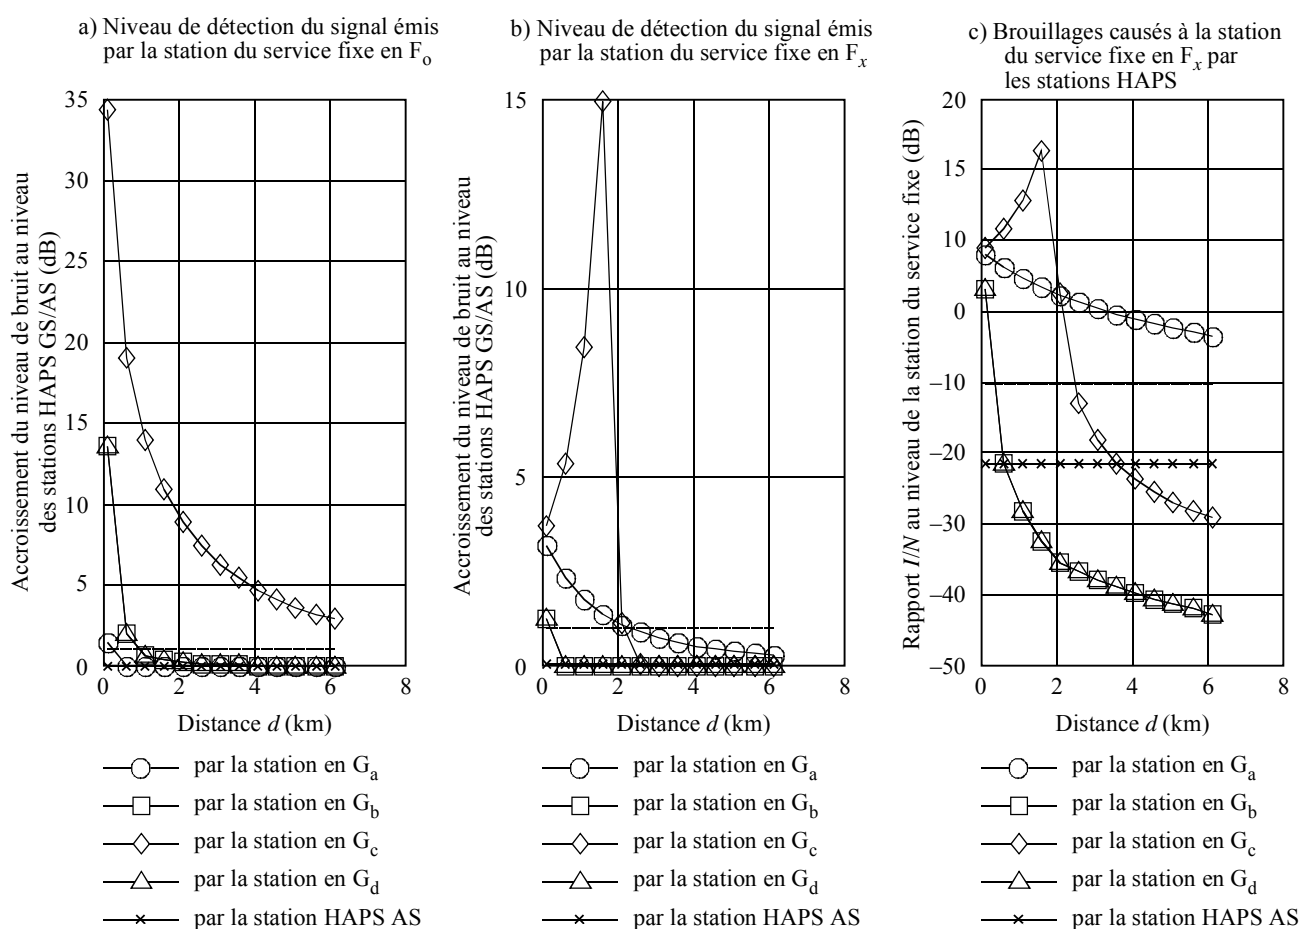 a) Niveau de détection du signal émis
par la station du service fixe en Fo
b) Niveau de détection du signal émis
par la station du service fixe en Fx
c) Brouillages causés à la station
du service fixe en Fx par
les stations HAPS
Accroissement du niveau de bruit au niveau
des stations HAPS GS/AS (dB)
35
30
25
20
15
10
5
0
0 2 4 6 8
Distance d (km)
Accroissement du niveau de bruit au niveau
des stations HAPS GS/AS (dB)
15
10
5
0
0 2 4 6 8
Distance d (km)
Rapport I/N au niveau de la station du service fixe (dB)
20
15
10
0
–10
–20
–30
–40
–50
0 2 4 6 8
Distance d (km)
par la station en Ga
par la station en Gb
par la station en Gc
par la station en Gd
par la station HAPS AS
par la station en Ga
par la station en Gb
par la station en Gc
par la station en Gd
par la station HAPS AS
par la station en Ga
par la station en Gb
par la station en Gc
par la station en Gd
par la station HAPS AS